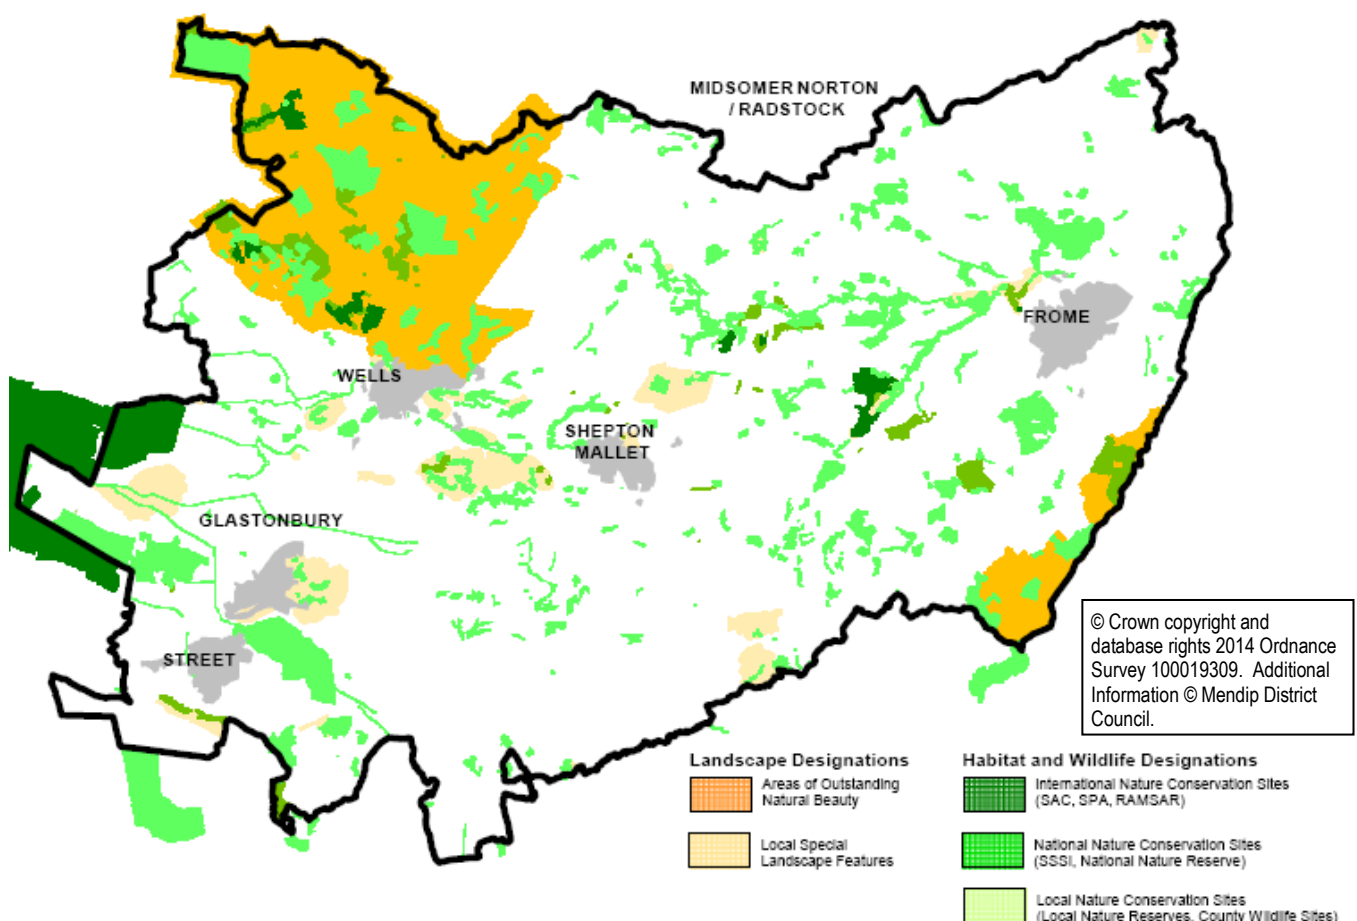 MIDSOMER NORTON
/ RADSTOCK
FROME
WELLS
SHEPTON
MALLET
GLASTONBURY
STREET
© Crown copyright and
database rights 2014 Ordnance
Survey 100019309.  Additional
Information © Mendip District
Council.
Landscape Designations
Areas of Outstanding
Natural Beauty
Local Special
Landscape Features
Habitat and Wildlife Designations
International Nature Conservation Sites
(SAC, SPA, RAMSAR)
National Nature Conservation Sites
(SSSI, National Nature Reserve)
Local Nature Conservation Sites
(Local Nature Reserves, County Wildlife Sites)